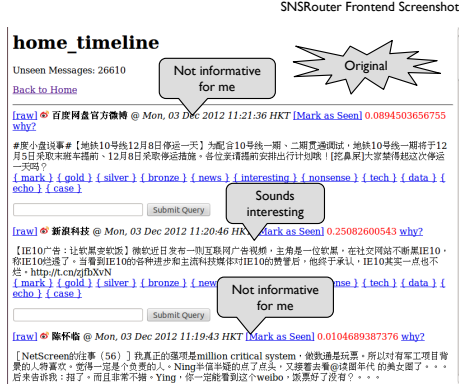 SNSRouter Frontend Screenshot
home_timeline
Unseen Messages: 26610
Back to Home
Not informative
for me
Original
[raw] 百度网盘官方微博 @ Mon, 03 Dec 2012 11:21:36 HKT [Mark as Seen] 0.0894503656755
why?
#度小盘说事#【地铁10号线12月8日停运一天】为配合10号线一期、二期贯通调试,地铁10号线一期将于12
月5日采取末班车提前、12月8日采取停运措施。各位亲请提前安排出行计划哦![挖鼻屎]大家禁得起这次停运
一天吗?
{ mark } { gold } { silver } { bronze } { news } { interesting } { nonsense } { tech } { data } {
echo } { case }
Submit Query
Sounds
interesting
[raw] 新浪科技 @ Mon, 03 Dec 2012 11:20:46 HKT [Mark as Seen] 0.25082600543 why?
【IE10广告:让软黑变软饭】微软近日发布一则互联网广告视频,主角是一位软黑,在社交网站不断黑IE10,
称IE10烂透了。当看到IE10的各种进步和主流科技媒体对IE10的赞誉后,他终于承认,IE10其实一点也不
烂。http://t.cn/zjfbXvN
{ mark } { gold } { silver } { bronze } { news } { interesting } { nonsense } { tech } { data } {
echo } { case }
Submit Query
Not informative
for me
[raw] 陈怀临 @ Mon, 03 Dec 2012 11:19:43 HKT [Mark as Seen] 0.0104689387376 why?
[NetScreen的往事(56)]我真正的强项是million critical system,做数通是玩票。所以对有军工项目背
景的人特喜欢。觉得一定是个负责的人。Ning半信半疑的点了点头,又接着去看@读图年代 的美女图了。。。
后来告诉我:招了。而且非常不错。Ying,你一定能看到这个weibo,饭票好了没有?。。。